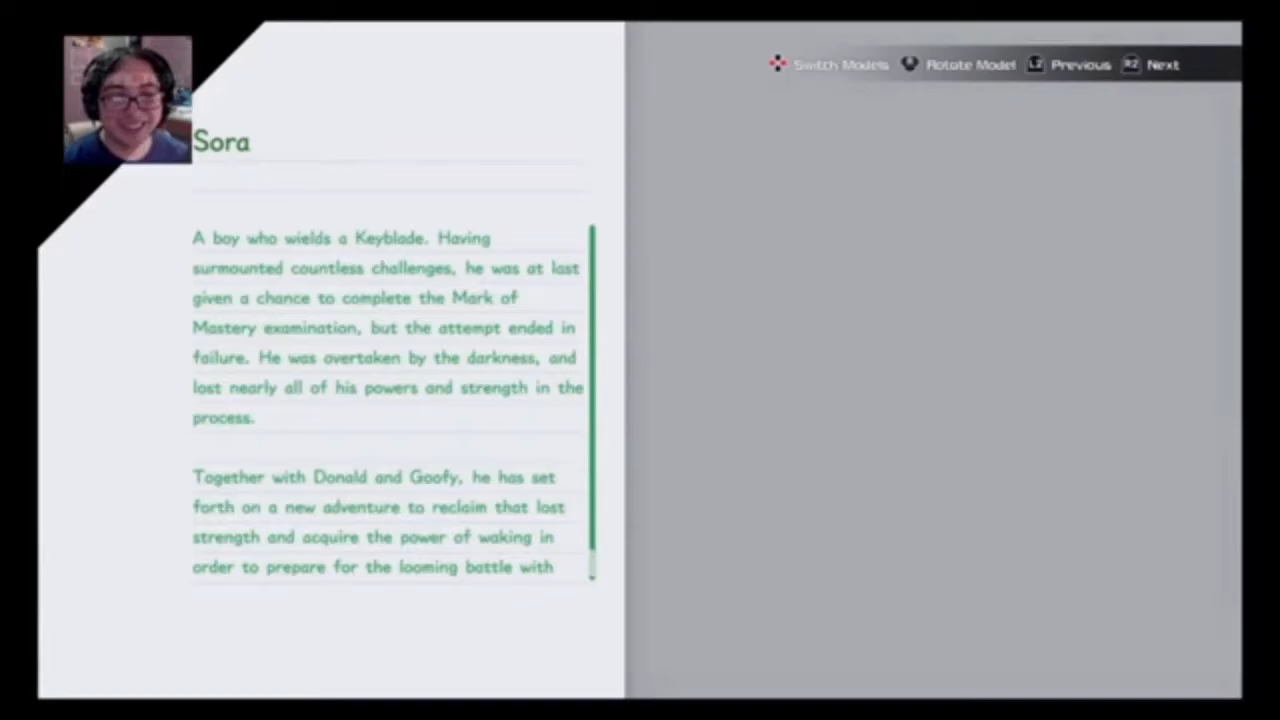 Switch Models Rotate Model L2 Previous R2 Next
Sora
A boy who wields a Keyblade. Having
surmounted countless challenges, he was at last
given a chance to complete the Mark of
Mastery examination, but the attempt ended in
failure. He was overtaken by the darkness, and
lost nearly all of his powers and strength in the
process.
Together with Donald and Goofy, he has set
forth on a new adventure to reclaim that lost
strength and acquire the power of waking in
order to prepare for the looming battle with